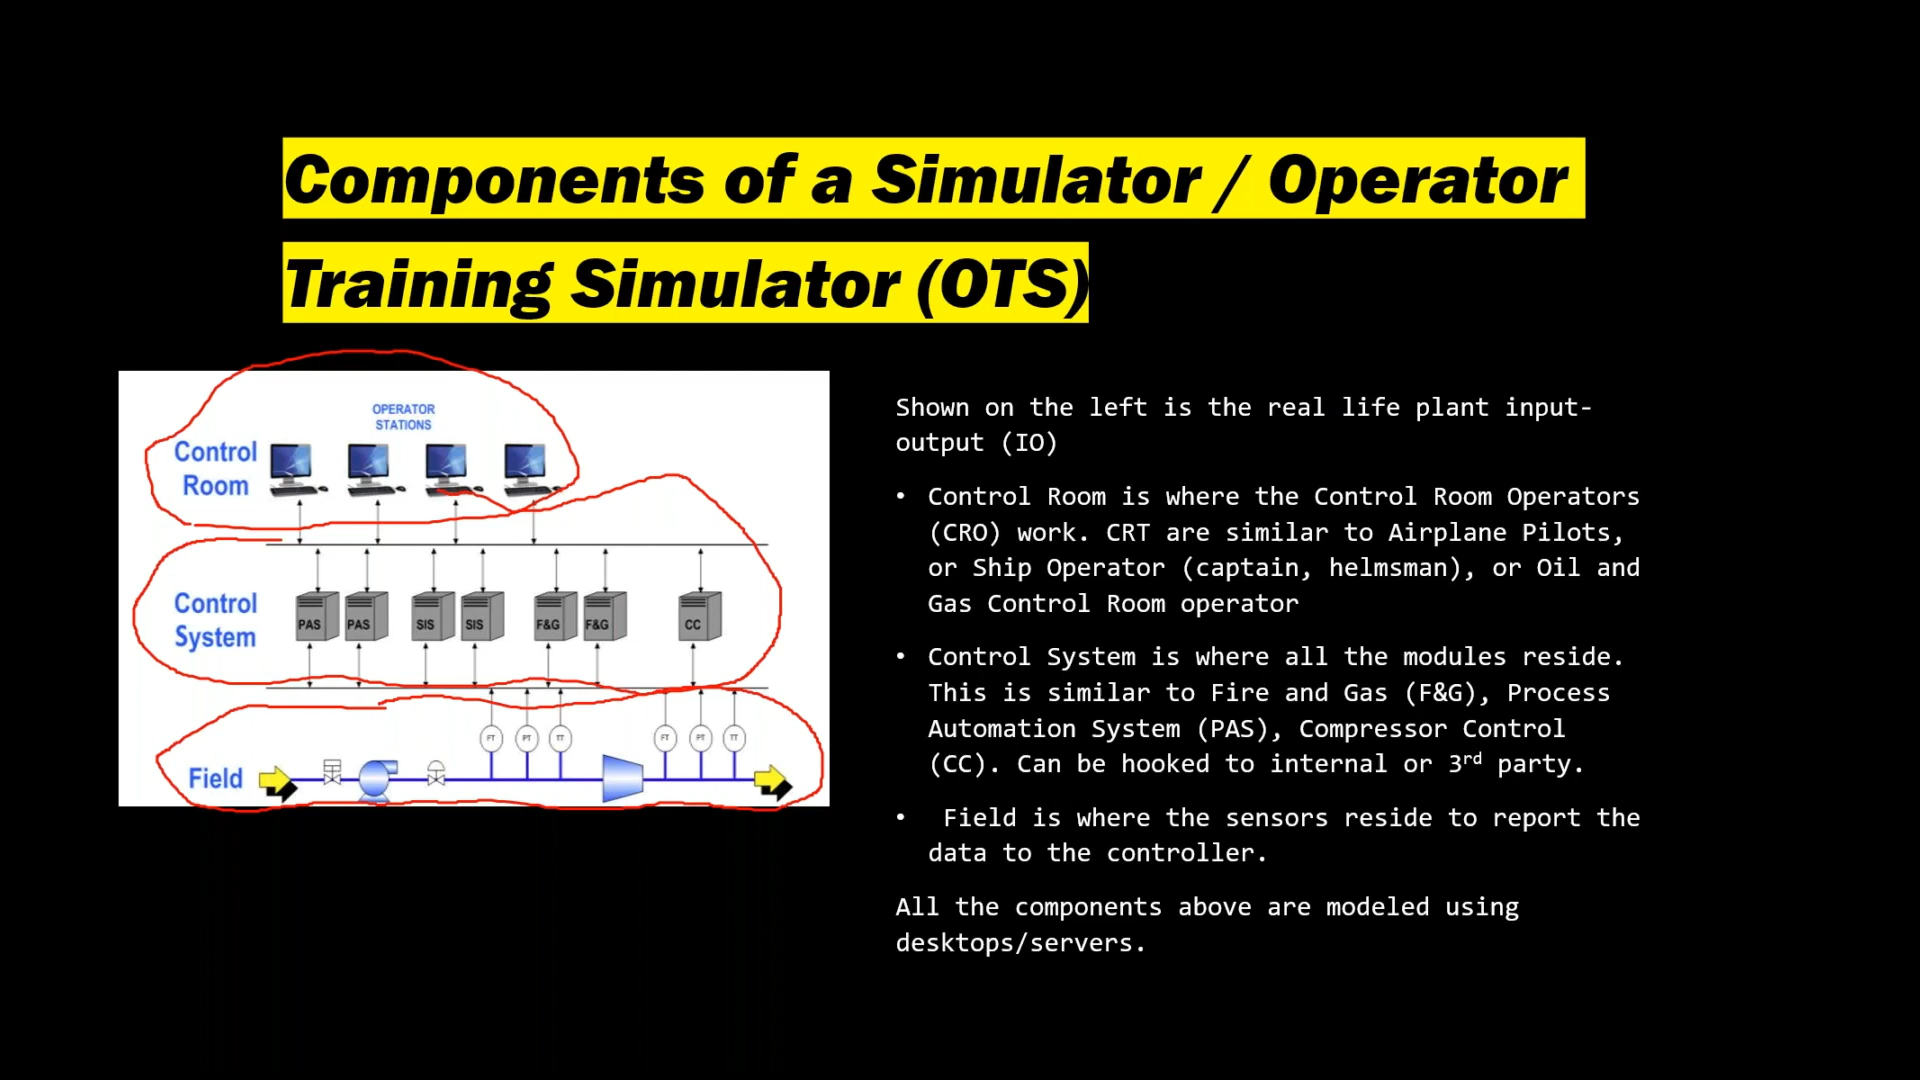 Components of a Simulator / Operator
Training Simulator (OTS)
OPERATOR
STATIONS
Control
Room
Control
System
PAS PAS SIS SIS F&G F&G CC
FT PT TT FT PT TT
Field
Shown on the left is the real life plant input-
output (IO)
• Control Room is where the Control Room Operators
(CRO) work. CRT are similar to Airplane Pilots,
or Ship Operator (captain, helmsman), or Oil and
Gas Control Room operator
• Control System is where all the modules reside.
This is similar to Fire and Gas (F&G), Process
Automation System (PAS), Compressor Control
(CC). Can be hooked to internal or 3rd party.
• Field is where the sensors reside to report the
data to the controller.
All the components above are modeled using
desktops/servers.